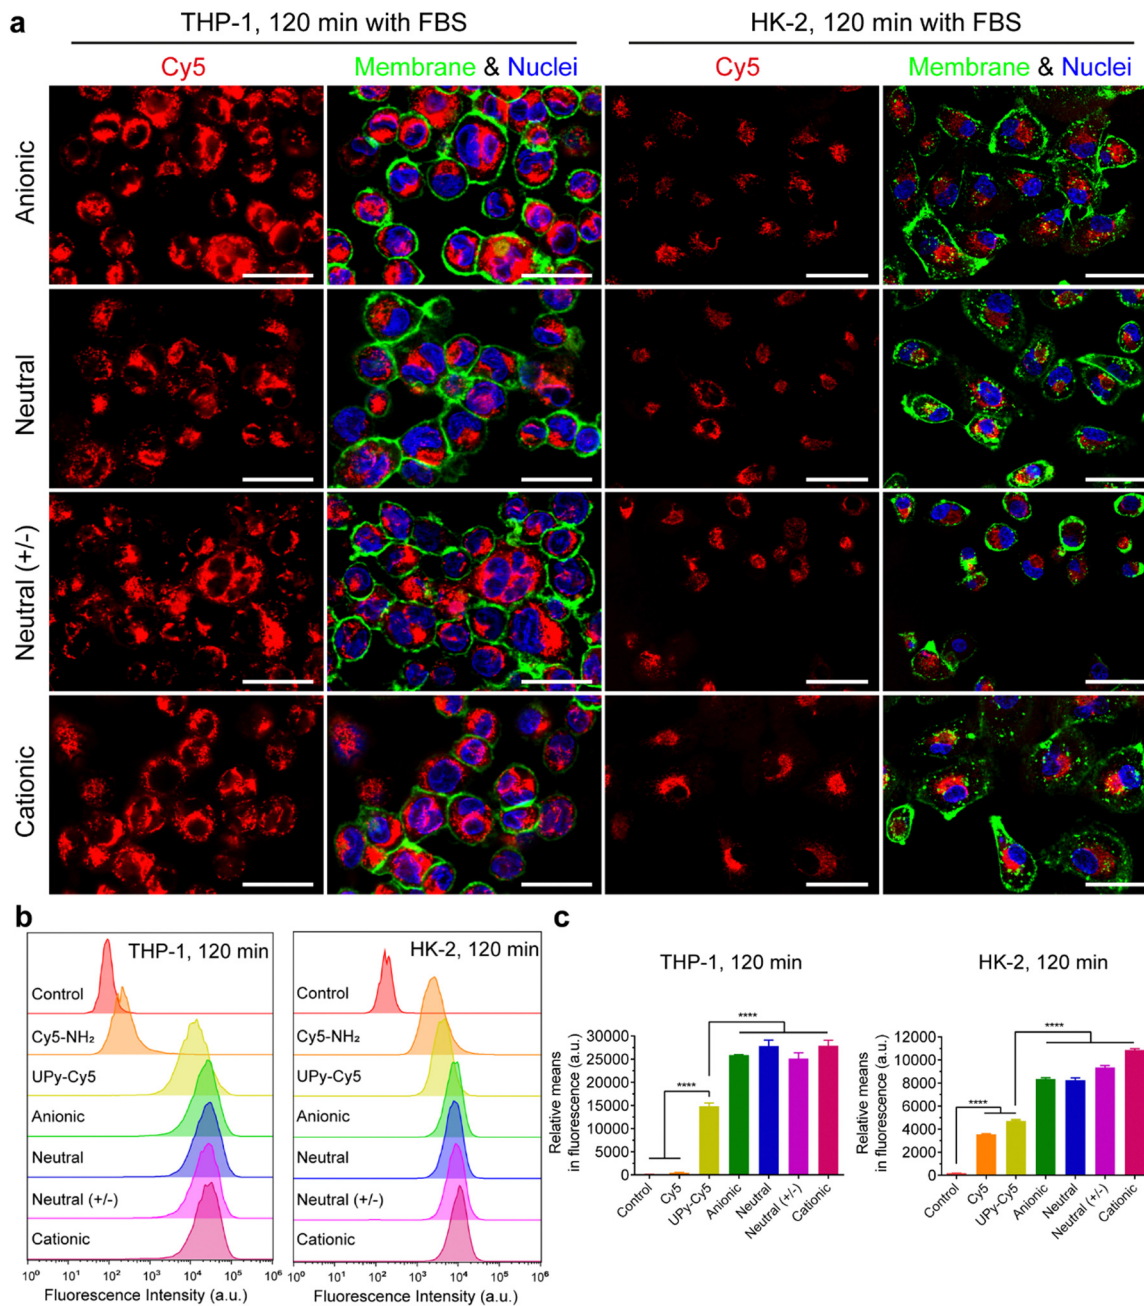 a
THP-1, 120 min with FBS
HK-2, 120 min with FBS
Cy5
Membrane & Nuclei
Cy5
Membrane & Nuclei
Anionic
Neutral
Neutral (+/-)
Cationic
b
THP-1, 120 min
Control
Cy5-NH₂
UPy-Cy5
Anionic
Neutral
Neutral (+/-)
Cationic
10⁰ 10¹ 10² 10³ 10⁴ 10⁵ 10⁶
Fluorescence Intensity (a.u.)
HK-2, 120 min
Control
Cy5-NH₂
UPy-Cy5
Anionic
Neutral
Neutral (+/-)
Cationic
10⁰ 10¹ 10² 10³ 10⁴ 10⁵ 10⁶
Fluorescence Intensity (a.u.)
c
THP-1, 120 min
Relative means
in fluorescence (a.u.)
30000
25000
20000
15000
10000
5000
0
****
****
Control
Cy5
UPy-Cy5
Anionic
Neutral
Neutral (+/-)
Cationic
HK-2, 120 min
Relative means
in fluorescence (a.u.)
12000
10000
8000
6000
4000
2000
0
****
****
Control
Cy5
UPy-Cy5
Anionic
Neutral
Neutral (+/-)
Cationic